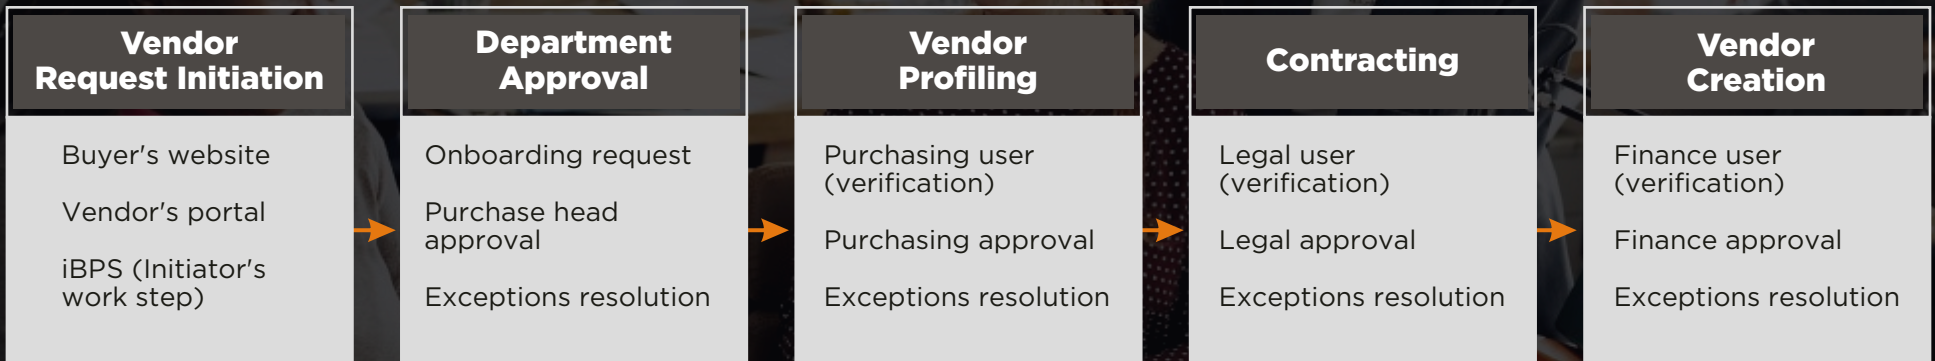 Vendor
Request Initiation
Buyer's website
Vendor's portal
iBPS (Initiator's
work step)
Department
Approval
Onboarding request
Purchase head
approval
Exceptions resolution
Vendor
Profiling
Purchasing user
(verification)
Purchasing approval
Exceptions resolution
Contracting
Legal user
(verification)
Legal approval
Exceptions resolution
Vendor
Creation
Finance user
(verification)
Finance approval
Exceptions resolution